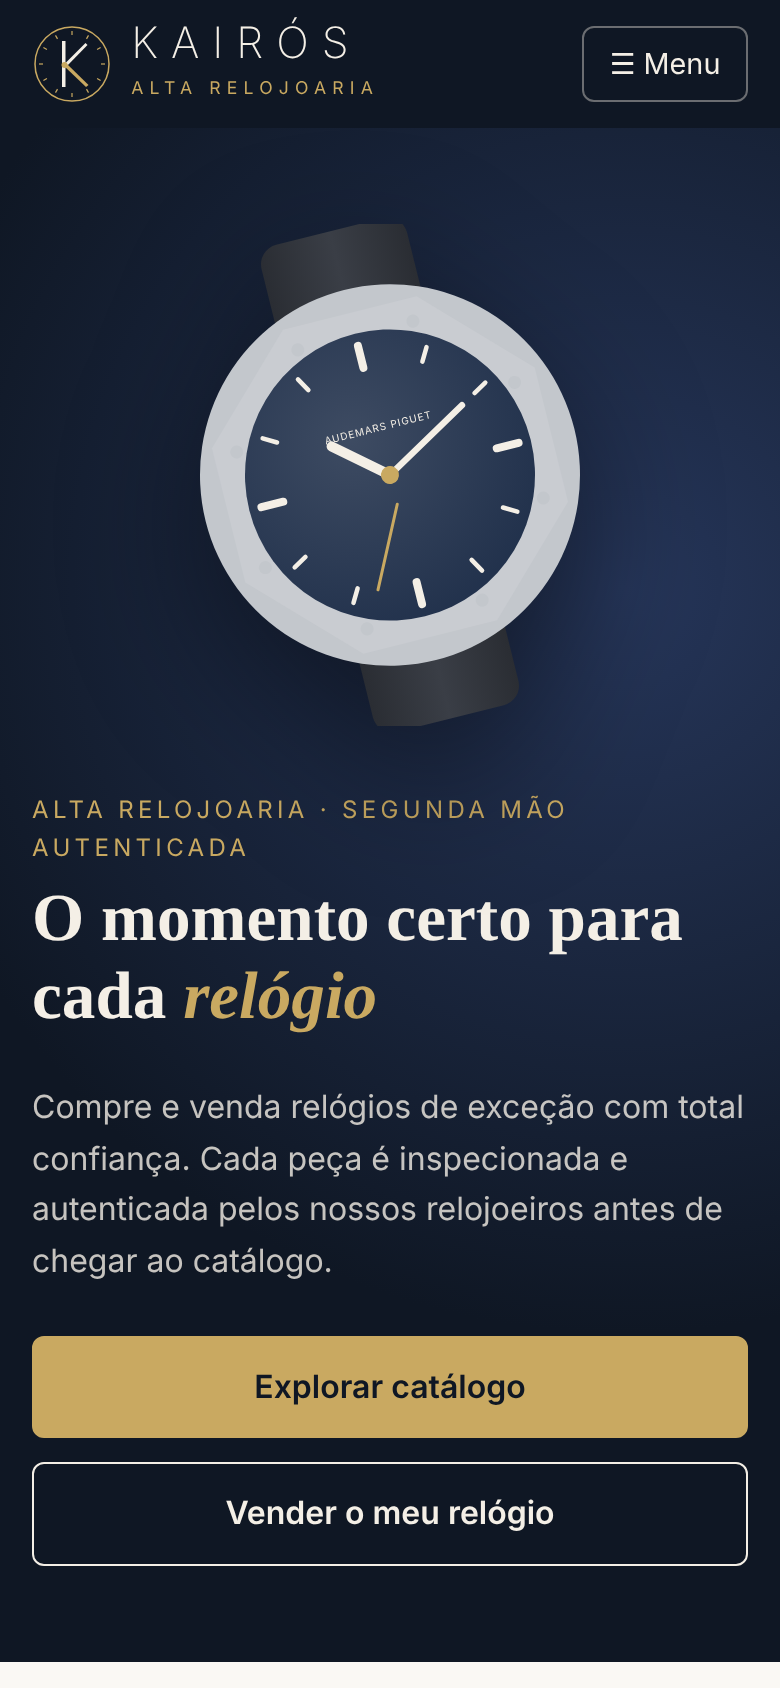 KAIRÓS
ALTA RELOJOARIA
☰ Menu
AUDEMARS PIGUET
ALTA RELOJOARIA · SEGUNDA MÃO
AUTENTICADA
O momento certo para
cada relógio
Compre e venda relógios de exceção com total
confiança. Cada peça é inspecionada e
autenticada pelos nossos relojoeiros antes de
chegar ao catálogo.
Explorar catálogo
Vender o meu relógio